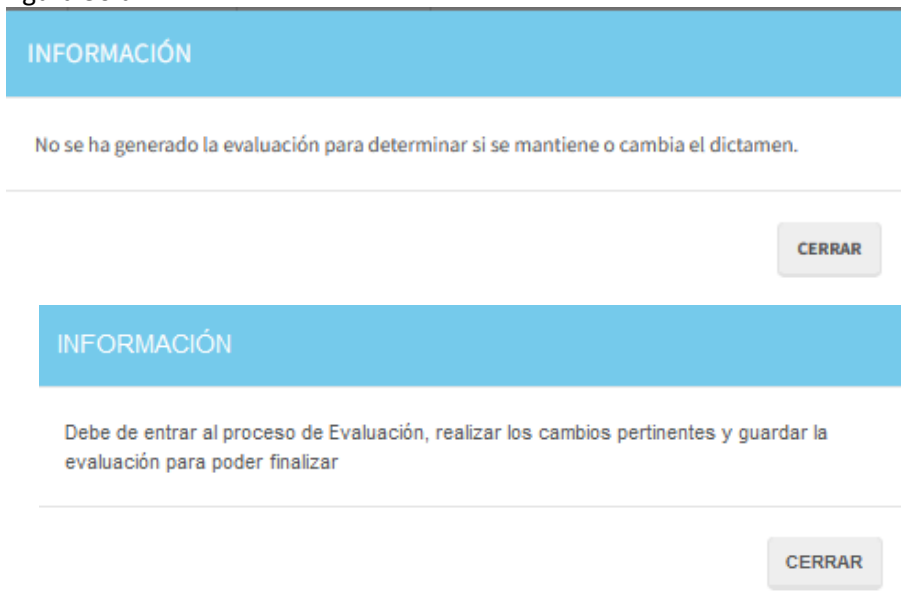 INFORMACIÓN
No se ha generado la evaluación para determinar si se mantiene o cambia el dictamen.
CERRAR
INFORMACIÓN
Debe de entrar al proceso de Evaluación, realizar los cambios pertinentes y guardar la
evaluación para poder finalizar
CERRAR